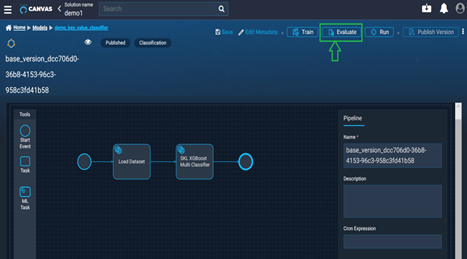 CANVAS
Solution name
demo1
Search
Home > Models > demo_key_value_classifier
Published
Classification
Save
Edit Metadata
Train
Evaluate
Run
Publish Version
base_version_dcc706d0-
36b8-4153-96c3-
958c3fd41b58
Tools
Start
Event
Task
ML
Task
Load Dataset
SKL XGBoost
Multi Classifier
Pipeline
Name *
base_version_dcc706d0-36b8-
4153-96c3-958c3fd41b58
Description
Cron Expression